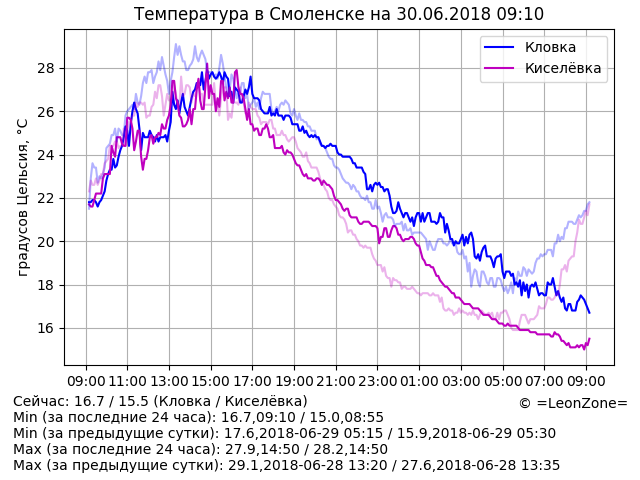 Температура в Смоленске на 30.06.2018 09:10
Кловка
Киселёвка
градусов Цельсия, °C
28
26
24
22
20
18
16
09:00 11:00 13:00 15:00 17:00 19:00 21:00 23:00 01:00 03:00 05:00 07:00 09:00
Сейчас: 16.7 / 15.5 (Кловка / Киселёвка)
© =LeonZone=
Min (за последние 24 часа): 16.7,09:10 / 15.0,08:55
Min (за предыдущие сутки): 17.6,2018-06-29 05:15 / 15.9,2018-06-29 05:30
Max (за последние 24 часа): 27.9,14:50 / 28.2,14:50
Max (за предыдущие сутки): 29.1,2018-06-28 13:20 / 27.6,2018-06-28 13:35